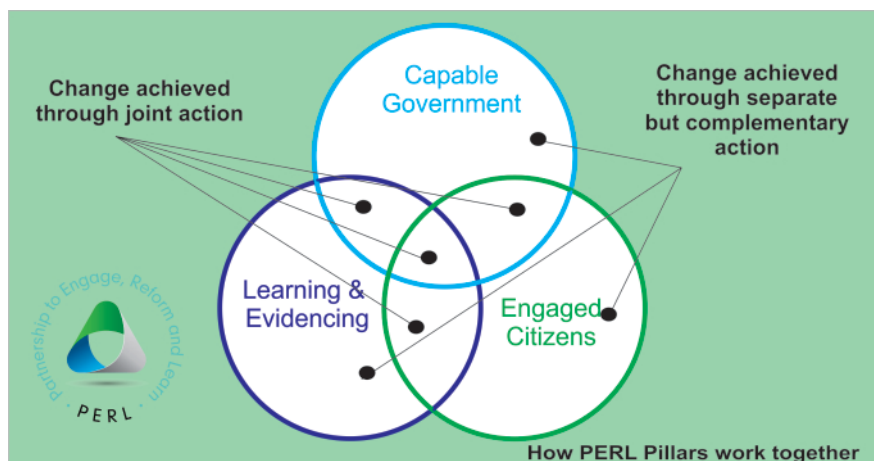 Change achieved
through joint action
Capable
Government
Change achieved
through separate
but complementary
action
Learning &
Evidencing
Engaged
Citizens
Partnership to Engage, Reform and Learn
· PERL ·
How PERL Pillars work together